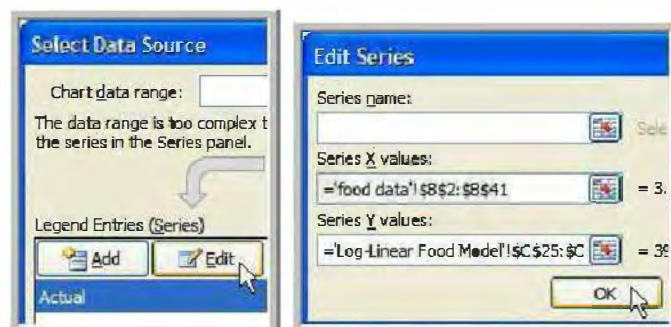 Select Data Source
Chart data range:
The data range is too complex t
the series in the Series panel.
Legend Entries (Series)
Add Edit
Actual
Edit Series
Series name:
Sele
Series X values:
='food data'!$B$2:$B$41 = 3.
Series Y values:
='Log-Linear Food Model'!$C$25:$C = 39
OK